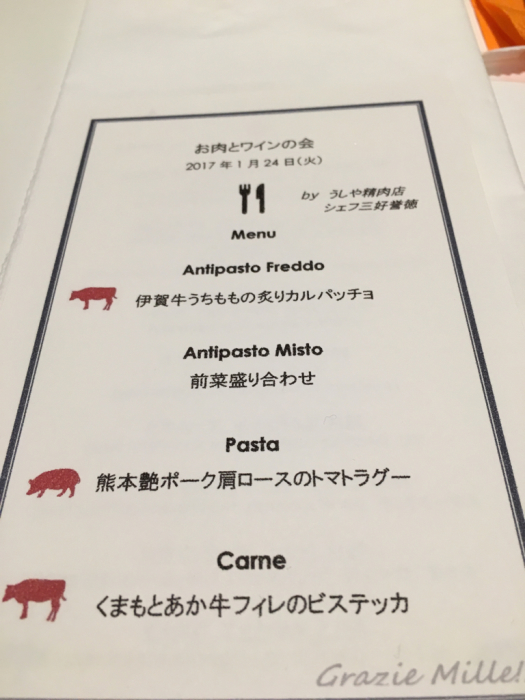 お肉とワインの会
2017年1月24日(火)
by うしや精肉店
シェフ三好誉徳
Menu
Antipasto Freddo
伊賀牛うちももの炙りカルパッチョ
Antipasto Misto
前菜盛り合わせ
Pasta
熊本艶ポーク肩ロースのトマトラグー
Carne
くまもとあか牛フィレのビステッカ
Grazie Mille!